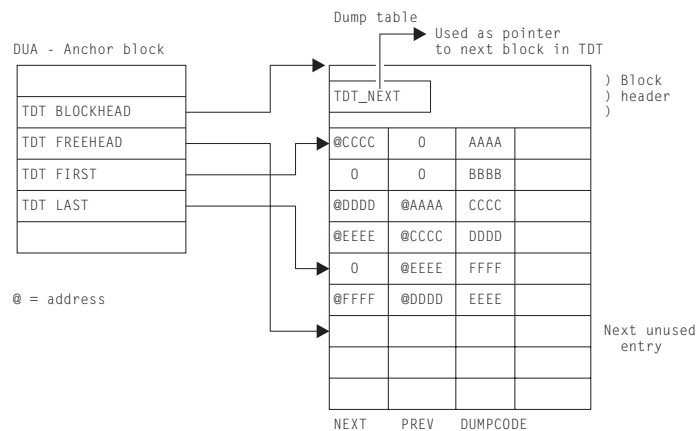 Dump table
Used as pointer
to next block in TDT
DUA - Anchor block
TDT_NEXT
) Block
) header
)
TDT BLOCKHEAD
TDT FREEHEAD
TDT FIRST
TDT LAST
@CCCC 0 AAAA
0 0 BBBB
@DDDD @AAAA CCCC
@EEEE @CCCC DDDD
0 @EEEE FFFF
@FFFF @DDDD EEEE
@ = address
Next unused
entry
NEXT PREV DUMPCODE